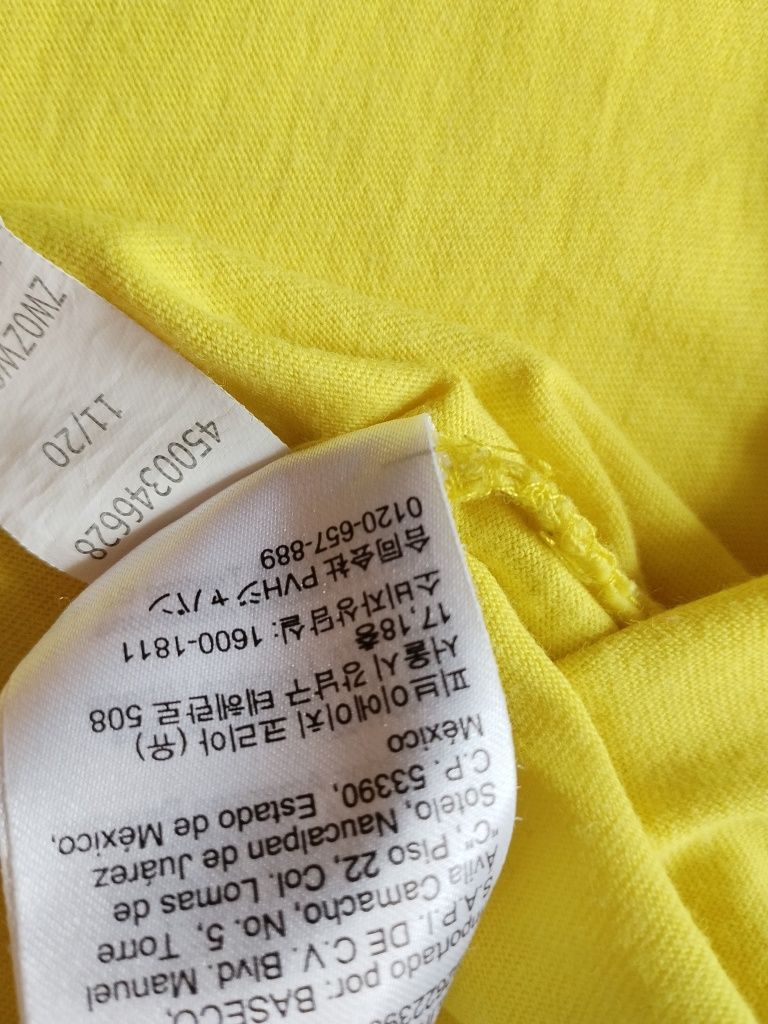 mportado por: BASECO,
S.A.P.I. DE C.V. Blvd. Manuel
Ávila Camacho, No. 5, Torre
"C", Piso 22, Col. Lomas de
Sotelo, Naucalpan de Juárez
C.P. 53390, Estado de México,
México
피브이에이치 코리아 (유)
서울시 강남구 테헤란로 508
17,18층
소비자상담실: 1600-1811
合同会社 PVHジャパン
0120-657-889
4500346628
11/20